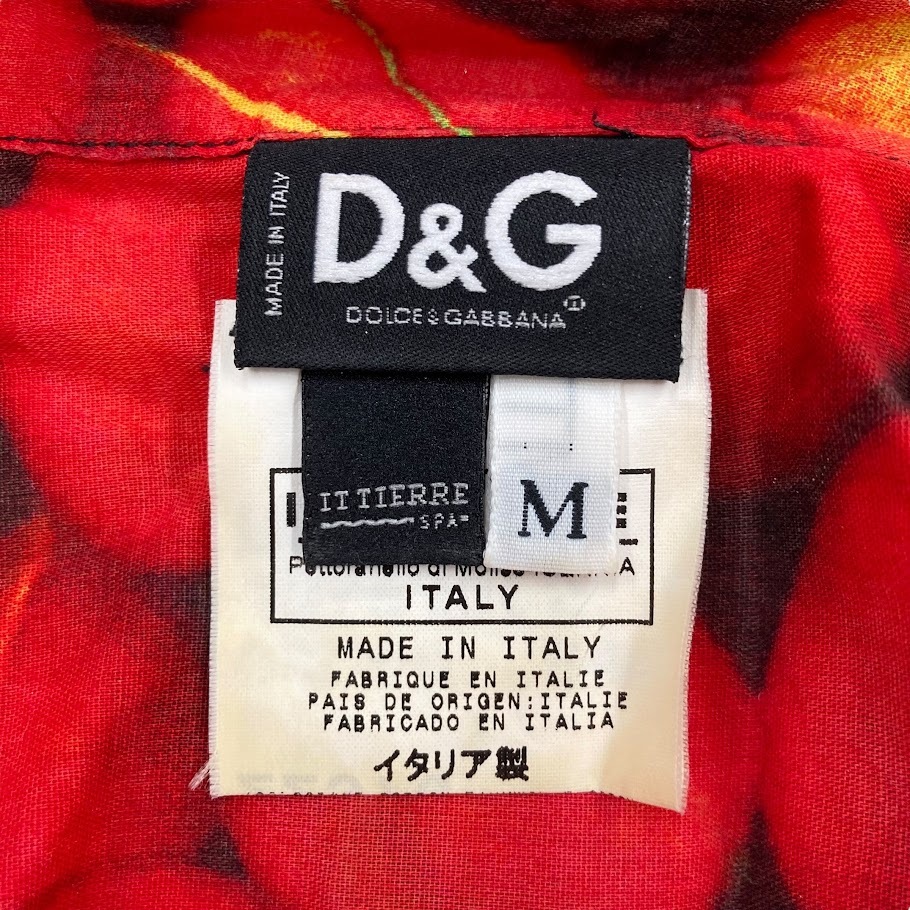 MADE IN ITALY
D&G
DOLCE & GABBANA
IT TIERRE
SPA
M
ITALY
MADE IN ITALY
FABRIQUE EN ITALIE
PAIS DE ORIGEN:ITALIE
FABRICADO EN ITALIA
イタリア製